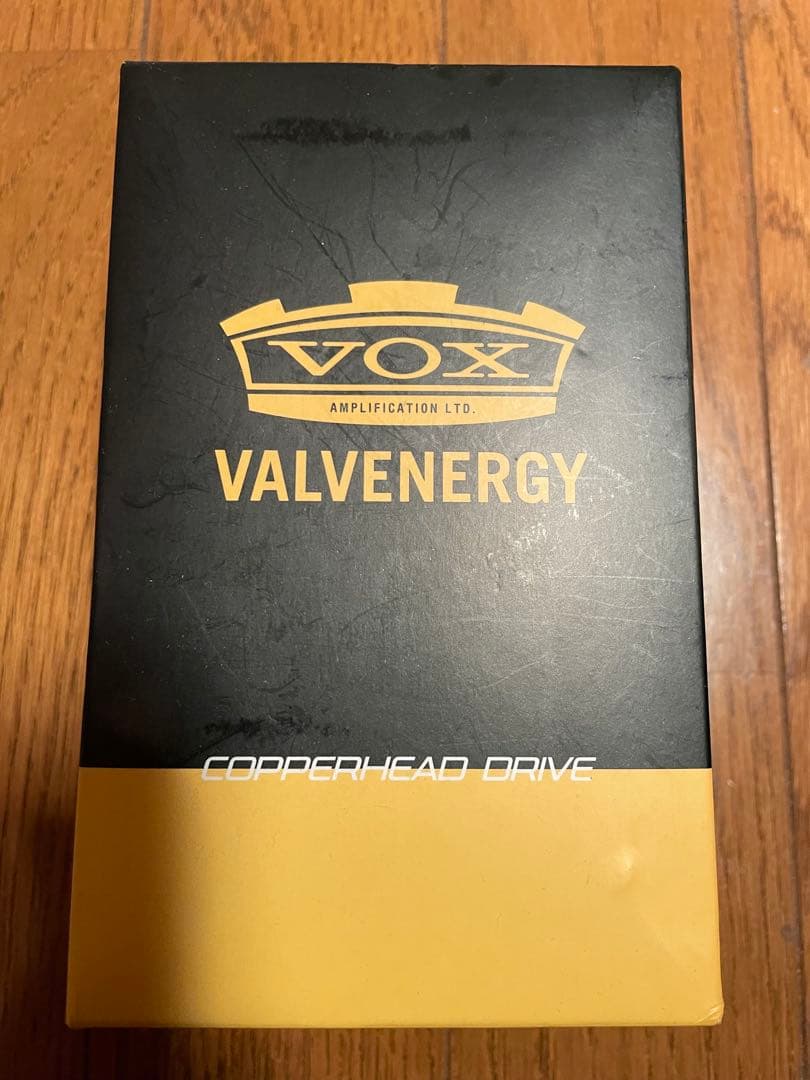 VOX
AMPLIFICATION LTD.
VALVENERGY
COPPERHEAD DRIVE